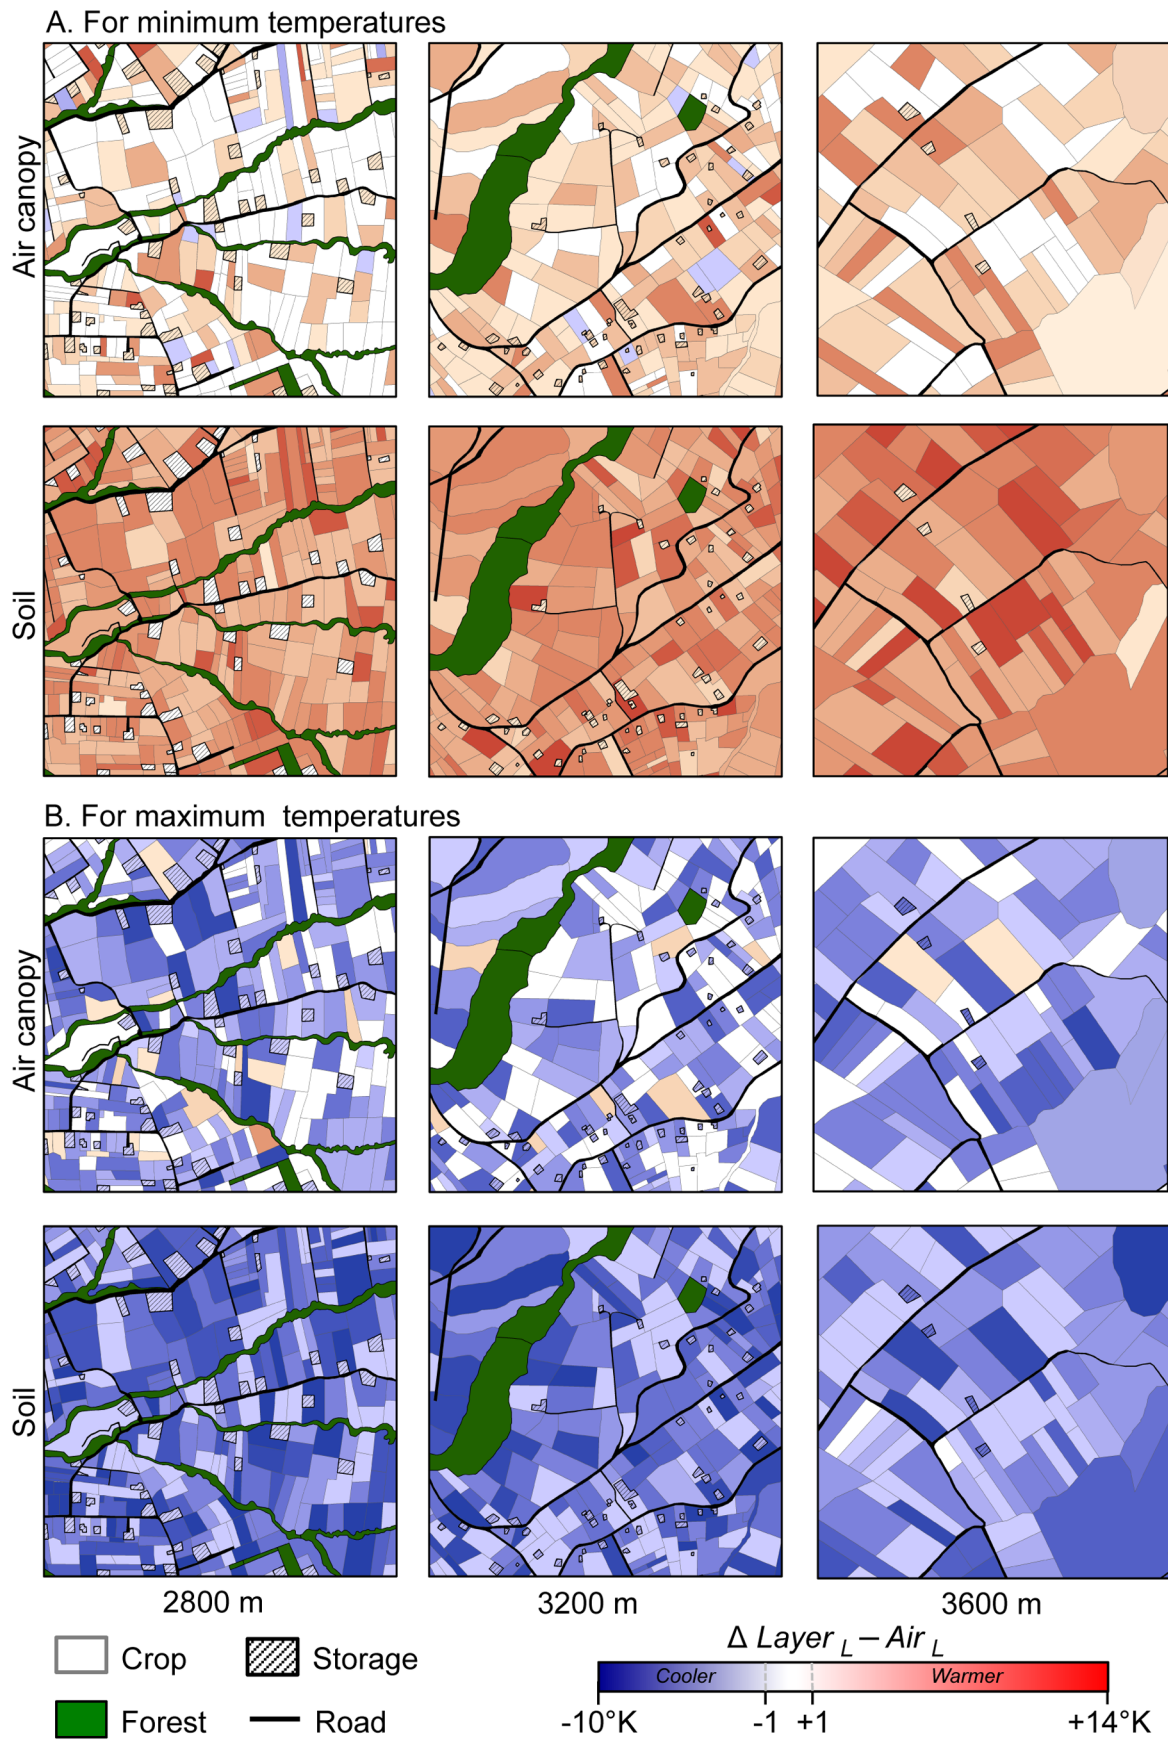 A. For minimum temperatures
Air canopy
Soil
B. For maximum temperatures
Air canopy
Soil
2800 m
3200 m
3600 m
Crop
Storage
Forest
Road
Δ Layer L – Air L
Cooler
Warmer
-10°K
-1
+1
+14°K